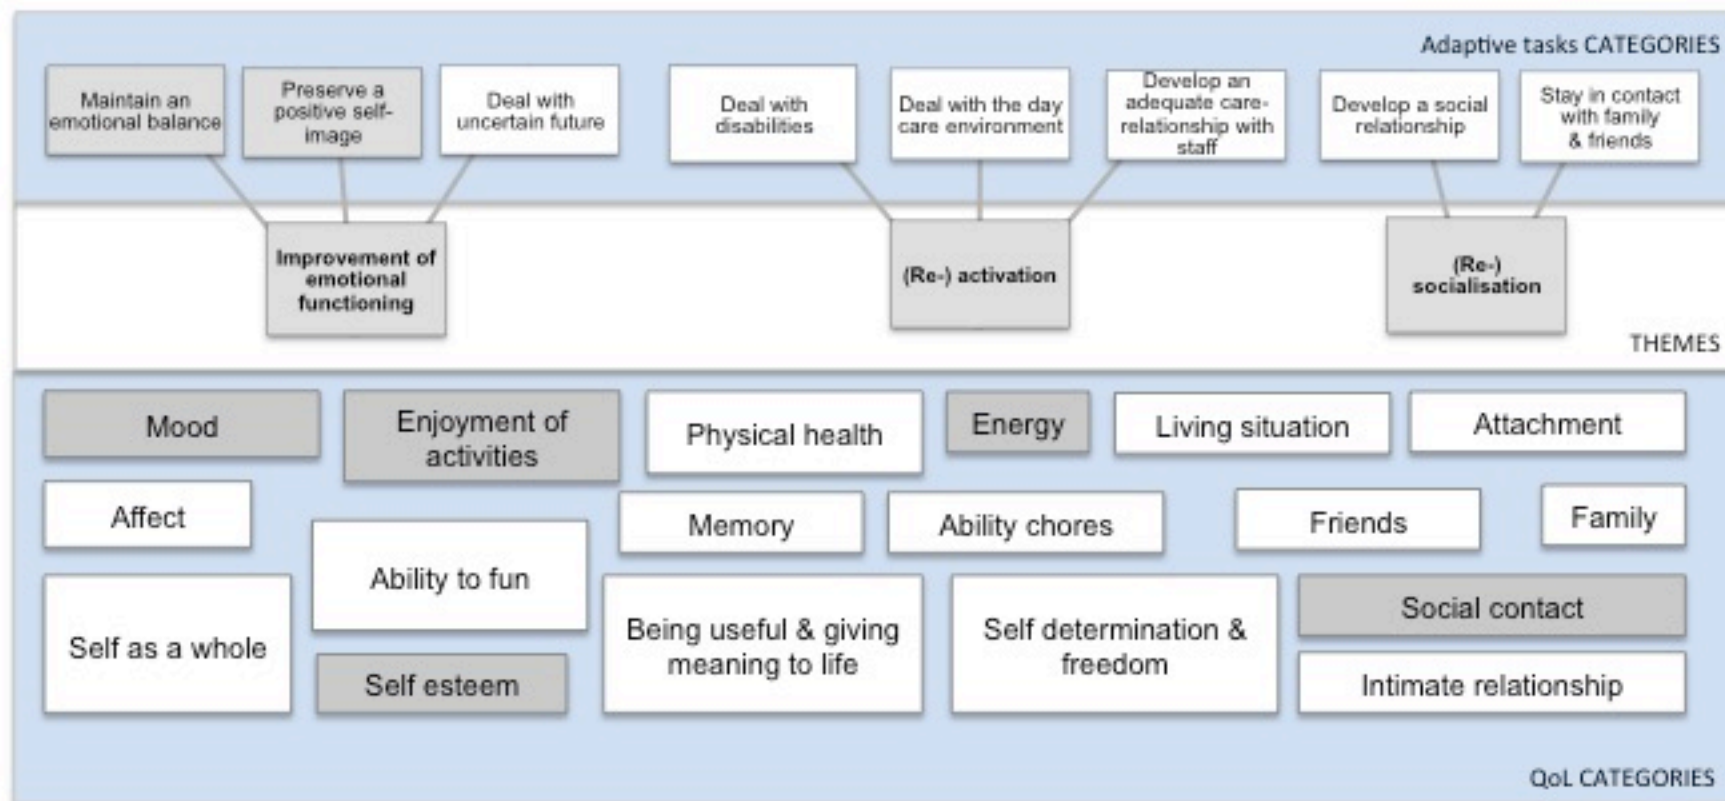 Adaptive tasks CATEGORIES
Maintain an
emotional balance
Preserve a
positive self-
image
Deal with
uncertain future
Deal with
disabilities
Deal with the day
care environment
Develop an
adequate care-
relationship with
staff
Develop a social
relationship
Stay in contact
with family
& friends
Improvement of
emotional
functioning
(Re-) activation
(Re-)
socialisation
THEMES
Mood
Enjoyment of
activities
Physical health
Energy
Living situation
Attachment
Affect
Ability to fun
Memory
Ability chores
Friends
Family
Self as a whole
Self esteem
Being useful & giving
meaning to life
Self determination &
freedom
Social contact
Intimate relationship
QoL CATEGORIES